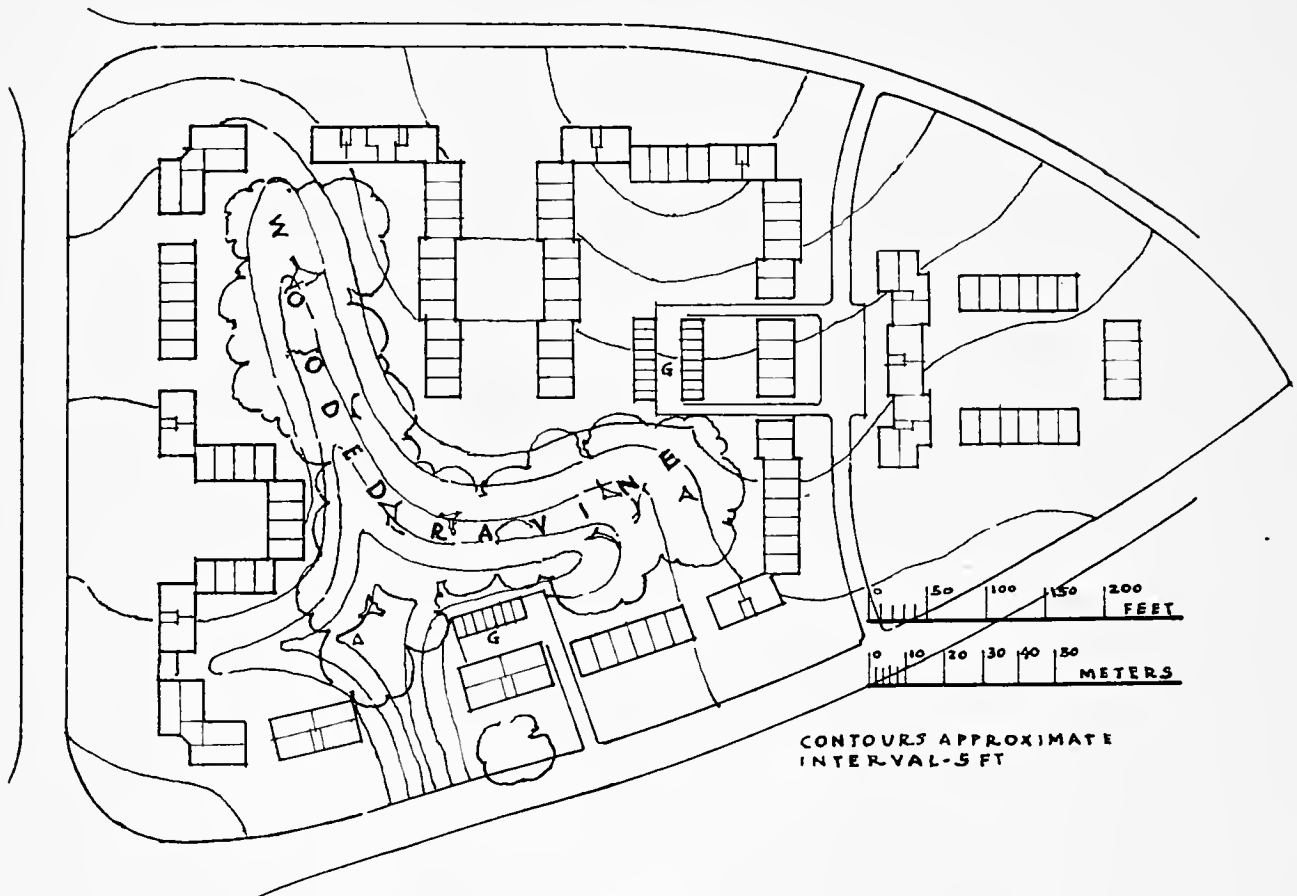 WOODED RAVINE
G
G
0 50 100 150 200
FEET
0 10 20 30 40 50
METERS
CONTOURS APPROXIMATE
INTERVAL-5 FT